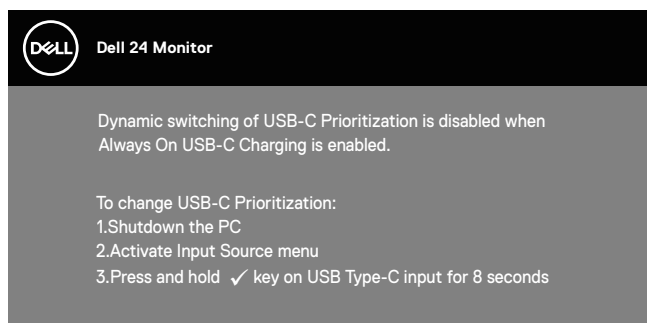 DELL
Dell 24 Monitor
Dynamic switching of USB-C Prioritization is disabled when
Always On USB-C Charging is enabled.
To change USB-C Prioritization:
1.Shutdown the PC
2.Activate Input Source menu
3.Press and hold ✓ key on USB Type-C input for 8 seconds